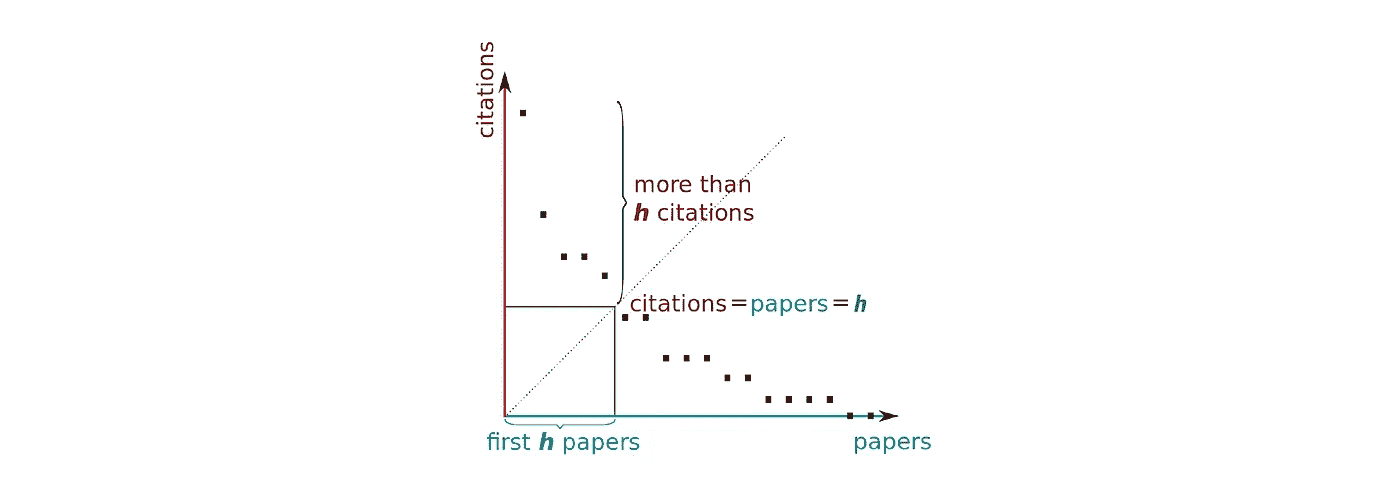 citations
more than
h citations
citations=papers=h
first h papers
papers